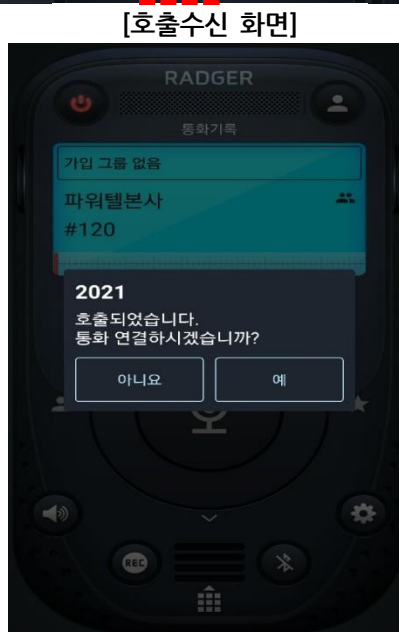 [호출수신 화면]
RADGER
통화기록
가입 그룹 없음
파워텔본사
#120
2021
호출되었습니다.
통화 연결하시겠습니까?
아니요
예
REC